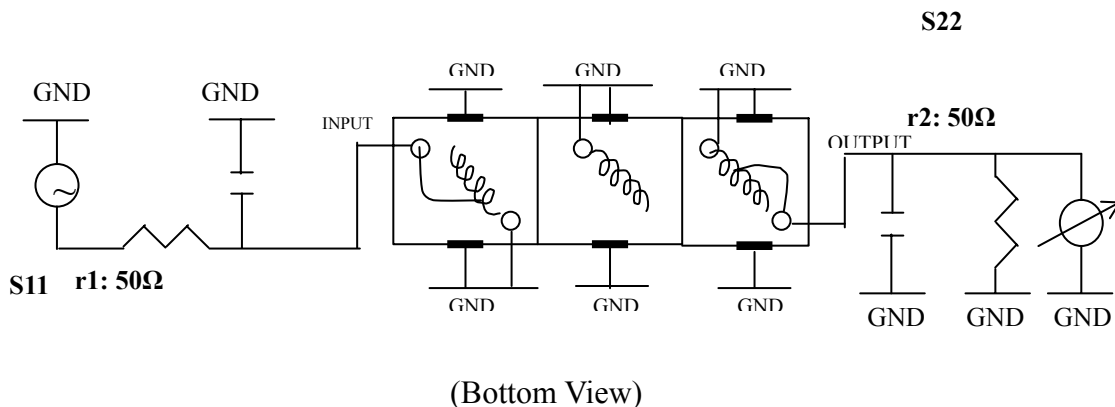 S22
GND
GND
GND
GND
GND
INPUT
r2: 50Ω
OUTPUT
~
S11
r1: 50Ω
GND
GND
GND
GND
GND
GND
(Bottom View)